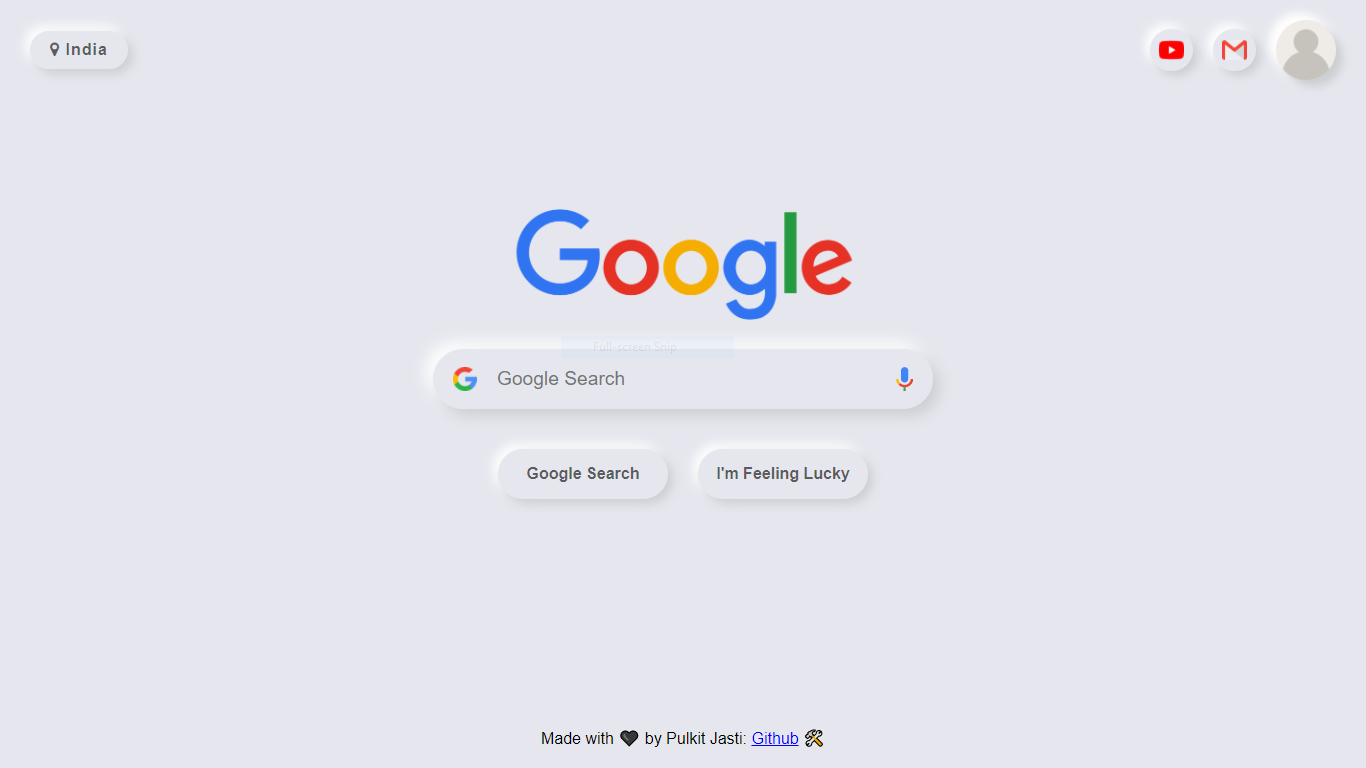 India
Google
Full-screen Snip
Google Search
Google Search
I'm Feeling Lucky
Made with 🖤 by Pulkit Jasti: Github 🛠